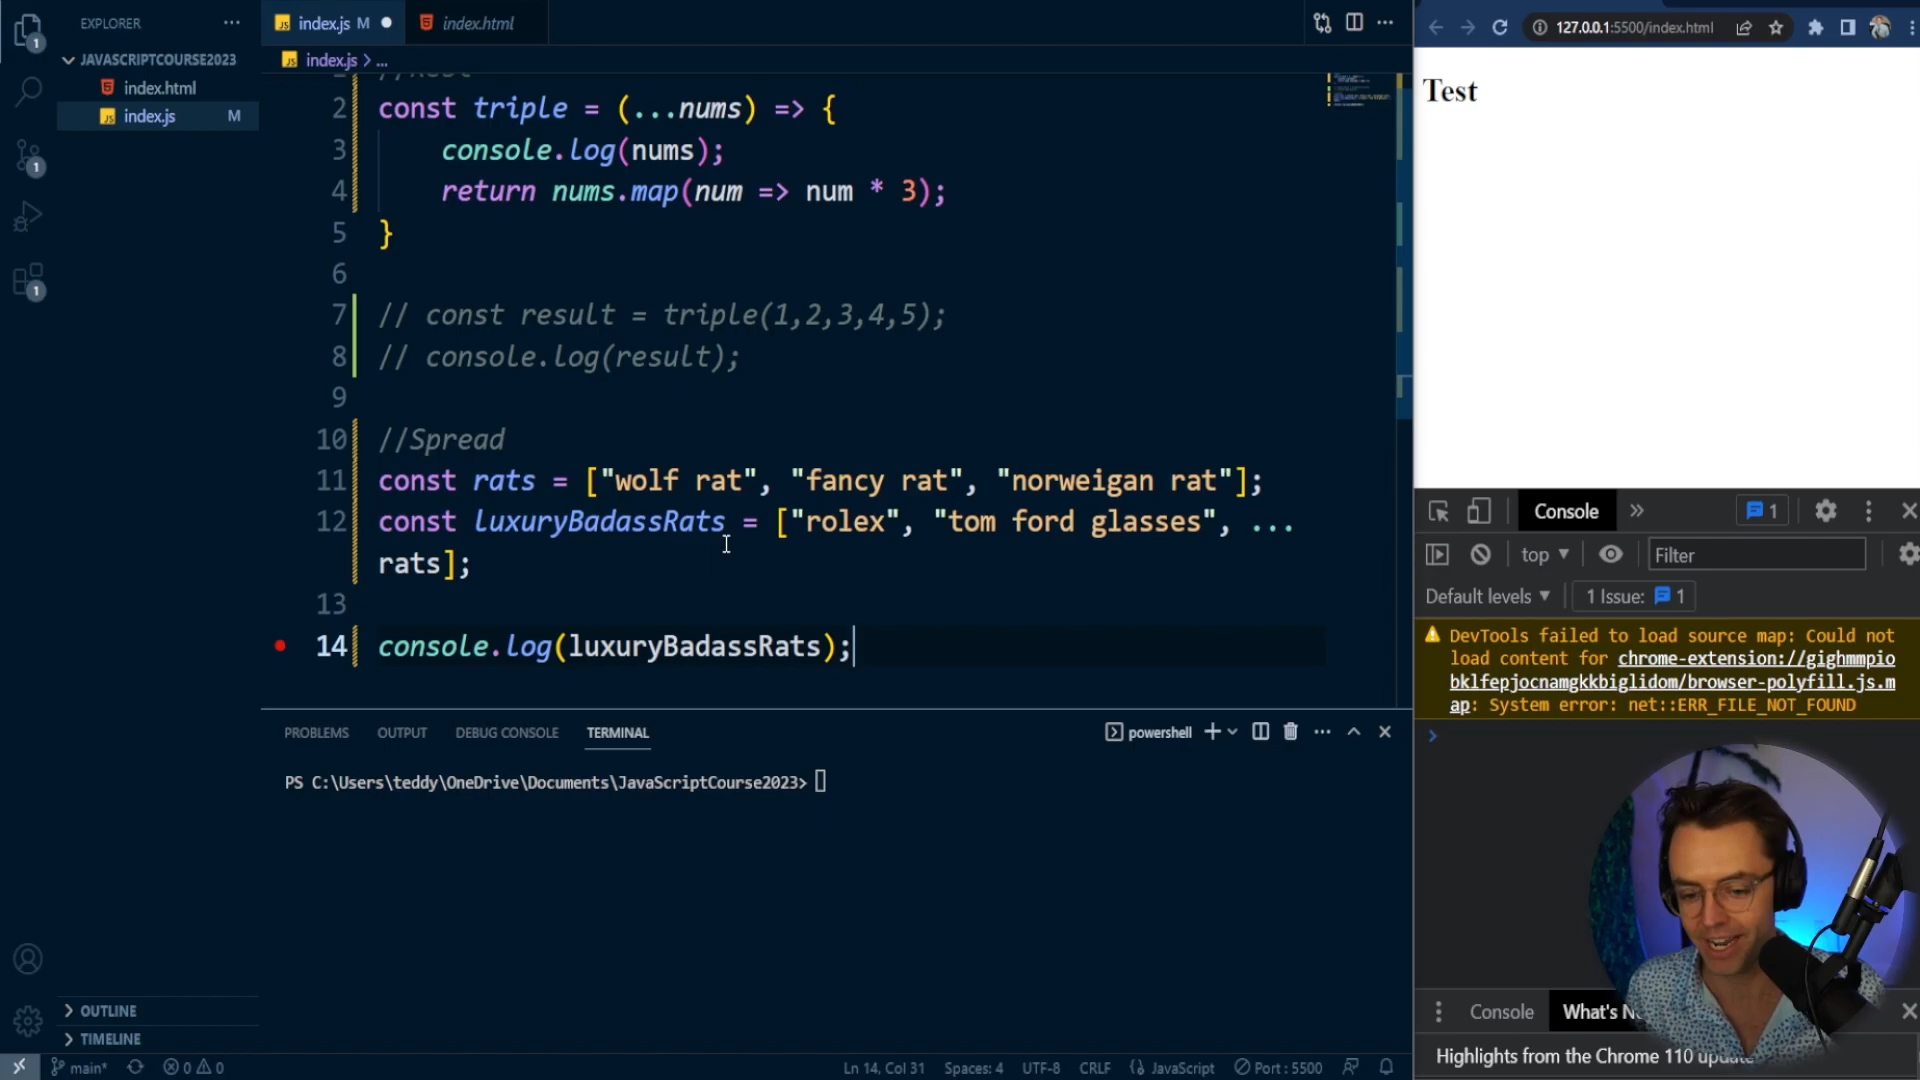 EXPLORER ...
index.js M
index.html
...
127.0.0.1:5500/index.html
JAVASCRIPTCOURSE2023
index.html
index.js M
index.js > ...
2 const triple = (...nums) => {
3 console.log(nums);
4 return nums.map(num => num * 3);
5 }
6
7 // const result = triple(1,2,3,4,5);
8 // console.log(result);
9
10 //Spread
11 const rats = ["wolf rat", "fancy rat", "norweigan rat"];
12 const luxuryBadassRats = ["rolex", "tom ford glasses", ...
rats];
13
14 console.log(luxuryBadassRats);
1
1
1
PROBLEMS OUTPUT DEBUG CONSOLE TERMINAL
powershell
PS C:\Users\teddy\OneDrive\Documents\JavaScriptCourse2023>
OUTLINE
TIMELINE
main* 0 0
Ln 14, Col 31 Spaces: 4 UTF-8 CRLF JavaScript Port : 5500
Test
Console 1
top Filter
Default levels 1 Issue: 1
DevTools failed to load source map: Could not
load content for chrome-extension://gighmmpio
bklfepjocnamgkkbiglidom/browser-polyfill.js.m
ap: System error: net::ERR_FILE_NOT_FOUND
Console What's
Highlights from the Chrome 110 update